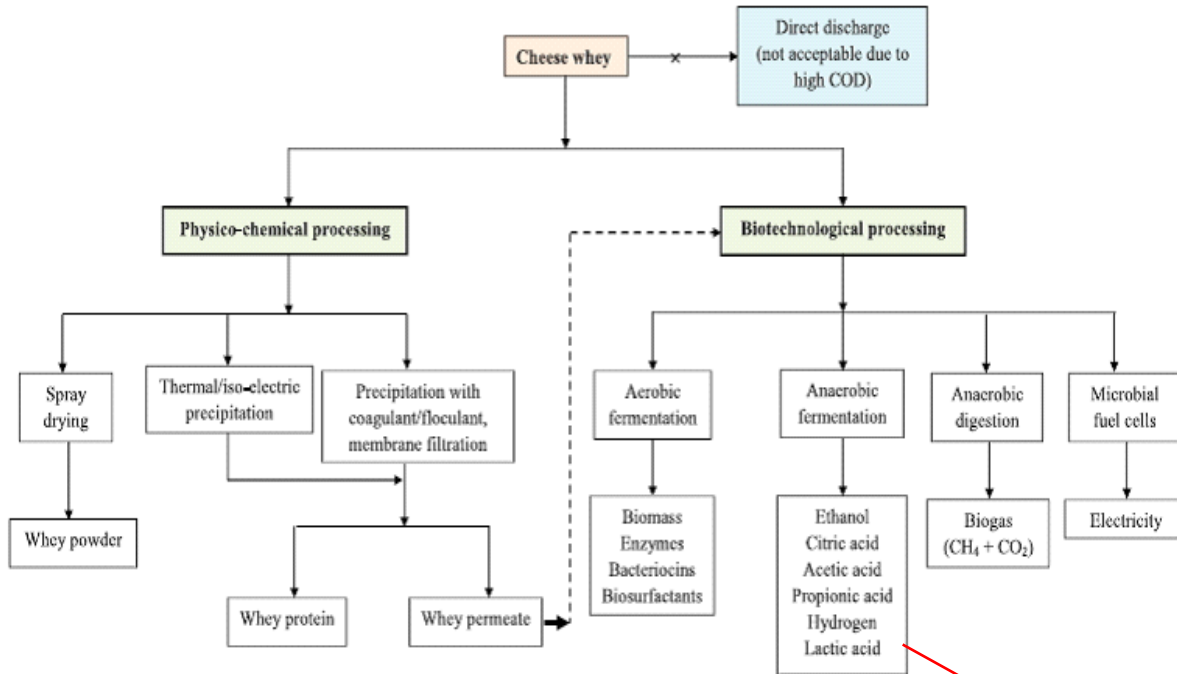 Cheese whey
x
Direct discharge
(not acceptable due to
high COD)
Physico-chemical processing
Biotechnological processing
Spray
drying
Thermal/iso-electric
precipitation
Precipitation with
coagulant/floculant,
membrane filtration
Aerobic
fermentation
Anaerobic
fermentation
Anaerobic
digestion
Microbial
fuel cells
Whey powder
Whey protein
Whey permeate
Biomass
Enzymes
Bacteriocins
Biosurfactants
Ethanol
Citric acid
Acetic acid
Propionic acid
Hydrogen
Lactic acid
Biogas
(CH₄ + CO₂)
Electricity